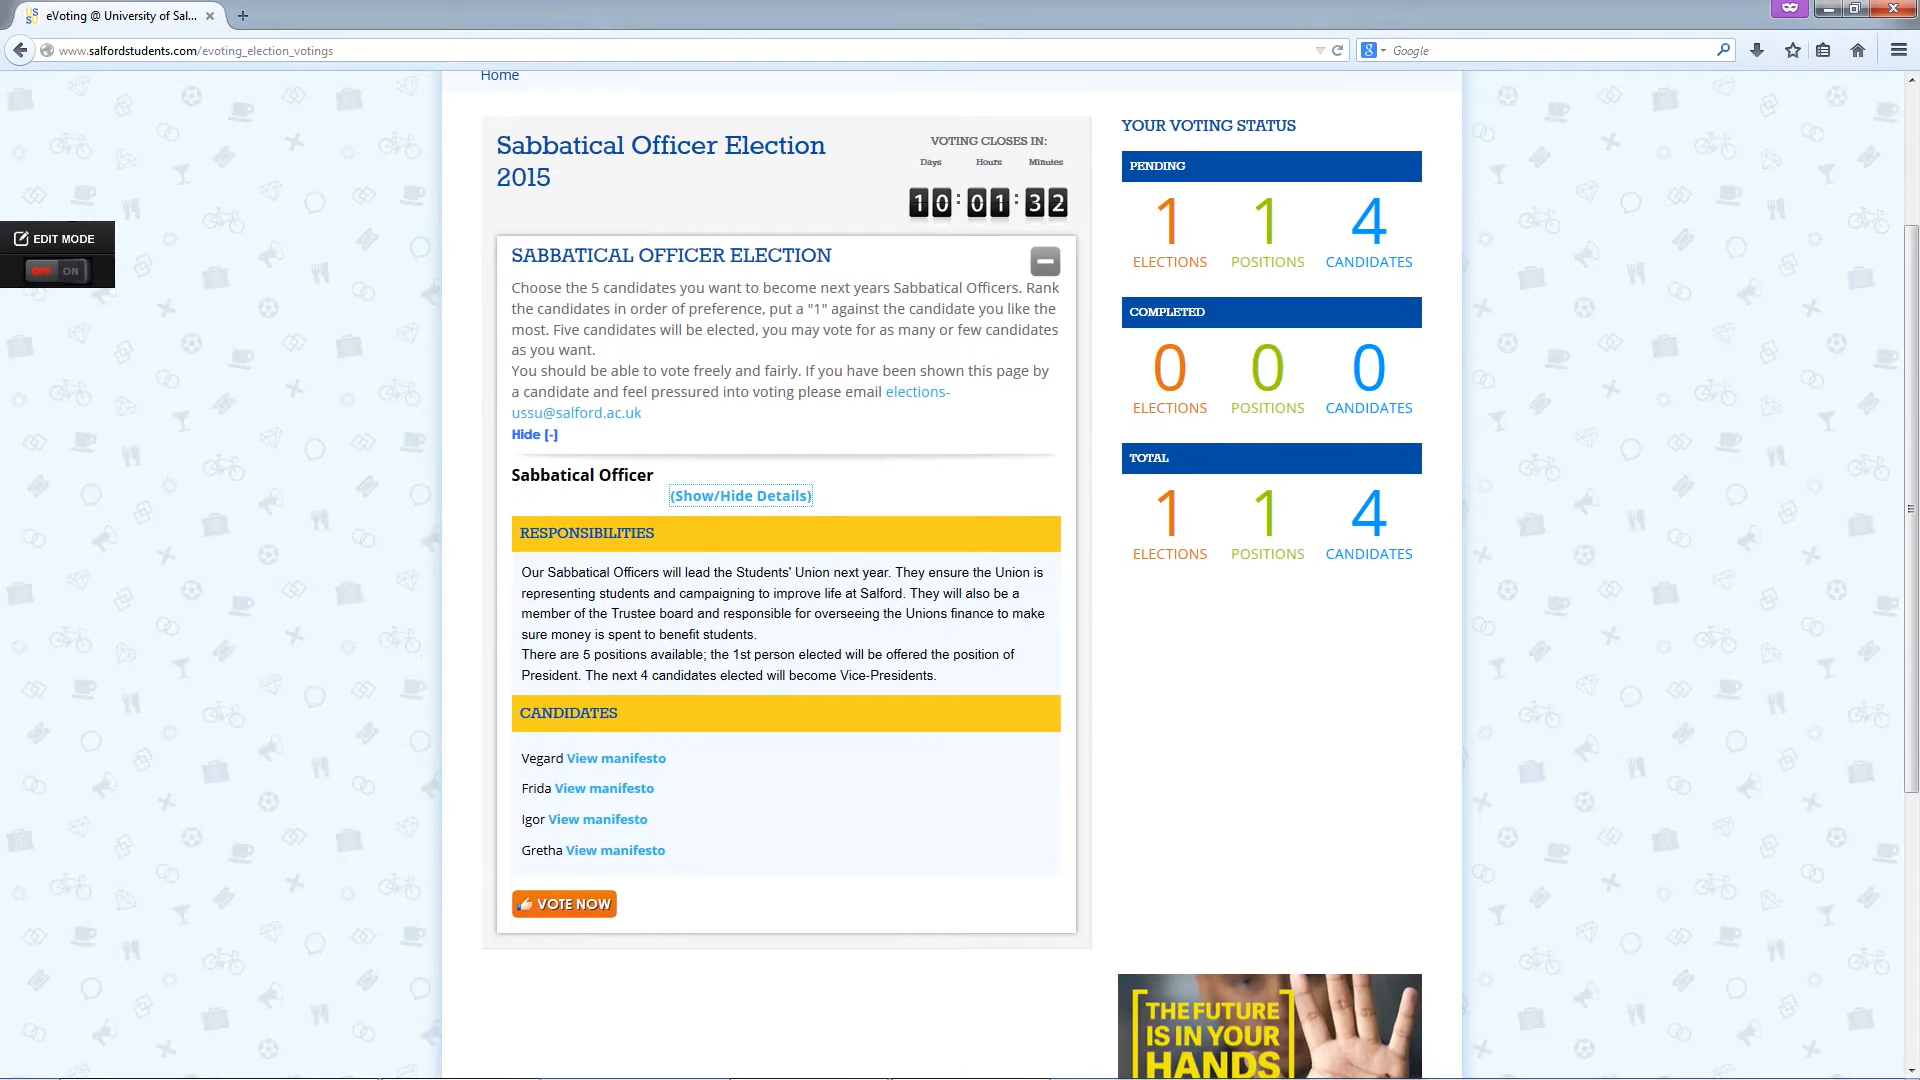 eVoting @ University of Sal...
www.salfordstudents.com/evoting_election_votings
Google
Home
EDIT MODE
OFF ON
Sabbatical Officer Election
2015
VOTING CLOSES IN:
Days Hours Minutes
10:01:32
SABBATICAL OFFICER ELECTION
Choose the 5 candidates you want to become next years Sabbatical Officers. Rank
the candidates in order of preference, put a "1" against the candidate you like the
most. Five candidates will be elected, you may vote for as many or few candidates
as you want.
You should be able to vote freely and fairly. If you have been shown this page by
a candidate and feel pressured into voting please email elections-
ussu@salford.ac.uk
Hide [-]
Sabbatical Officer
(Show/Hide Details)
RESPONSIBILITIES
Our Sabbatical Officers will lead the Students' Union next year. They ensure the Union is
representing students and campaigning to improve life at Salford. They will also be a
member of the Trustee board and responsible for overseeing the Unions finance to make
sure money is spent to benefit students.
There are 5 positions available; the 1st person elected will be offered the position of
President. The next 4 candidates elected will become Vice-Presidents.
CANDIDATES
Vegard View manifesto
Frida View manifesto
Igor View manifesto
Gretha View manifesto
VOTE NOW
YOUR VOTING STATUS
PENDING
1 1 4
ELECTIONS POSITIONS CANDIDATES
COMPLETED
0 0 0
ELECTIONS POSITIONS CANDIDATES
TOTAL
1 1 4
ELECTIONS POSITIONS CANDIDATES
THE FUTURE
IS IN YOUR
HANDS